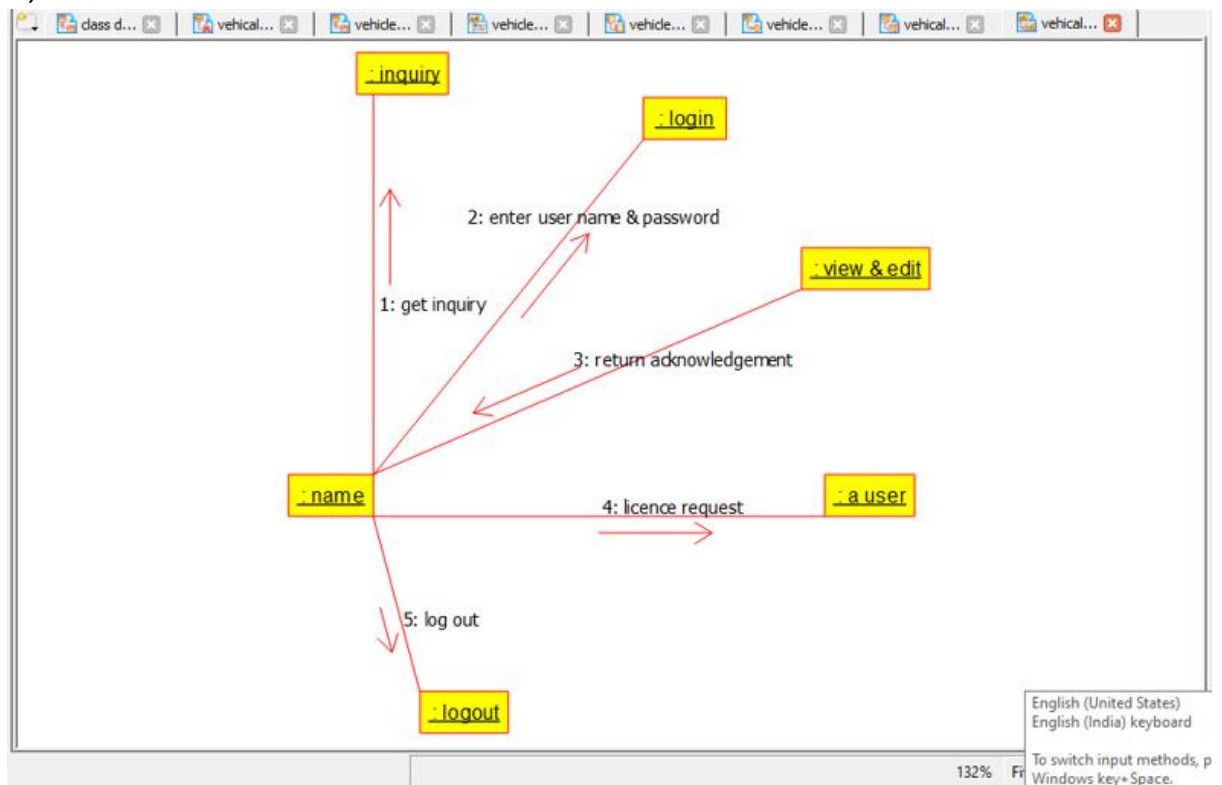 class d...
vehical...
vehicle...
vehicle...
vehicle...
vehicle...
vehical...
vehical...
: inquiry
: login
2: enter user name & password
: view & edit
1: get inquiry
3: return acknowledgement
: name
: a user
4: licence request
5: log out
: logout
English (United States)
English (India) keyboard
To switch input methods, p
Windows key+Space.
132%